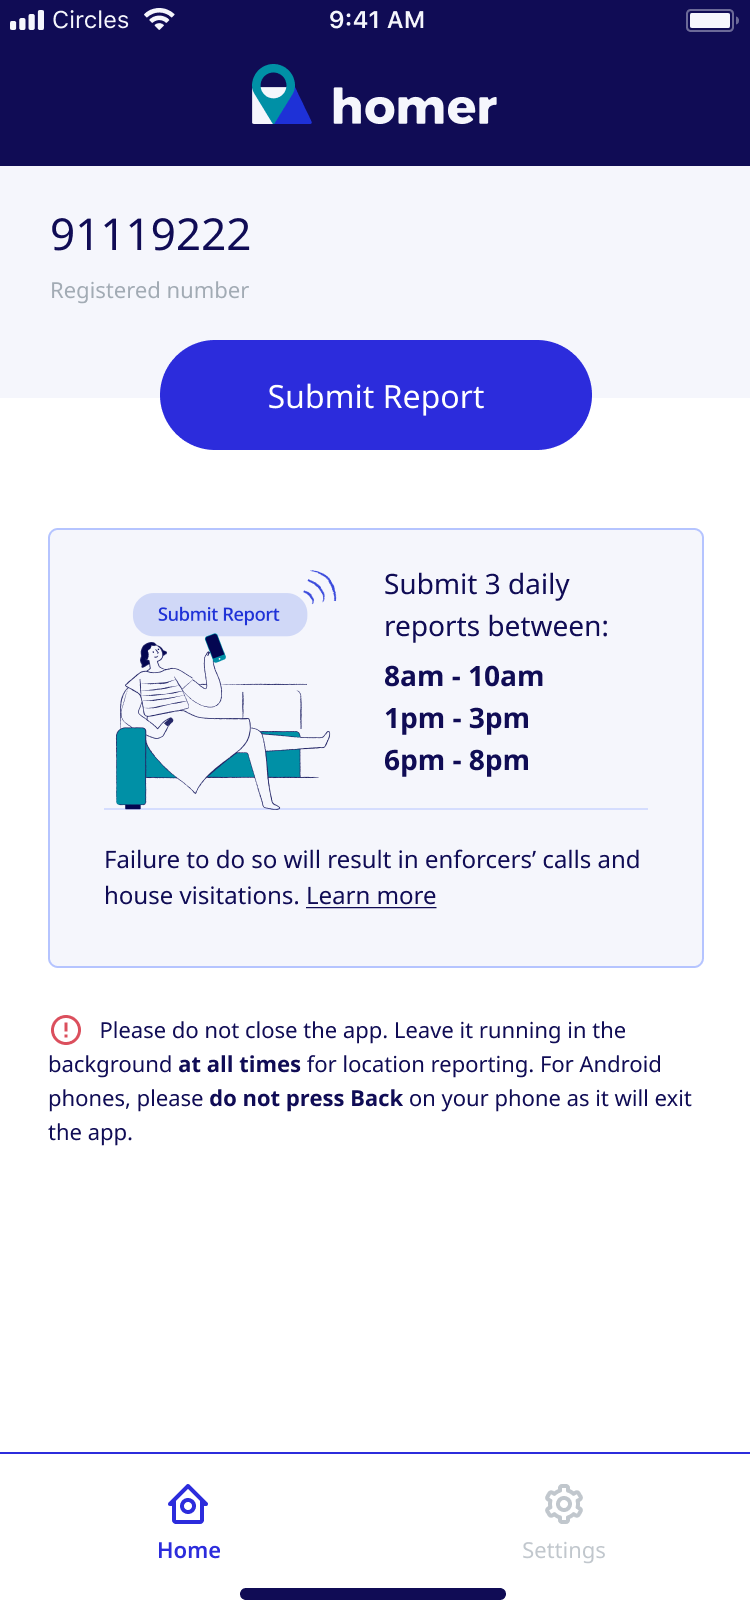 Circles
9:41 AM
homer
91119222
Registered number
Submit Report
Submit Report
Submit 3 daily
reports between:
8am - 10am
1pm - 3pm
6pm - 8pm
Failure to do so will result in enforcers’ calls and
house visitations. Learn more
Please do not close the app. Leave it running in the
background at all times for location reporting. For Android
phones, please do not press Back on your phone as it will exit
the app.
Home
Settings